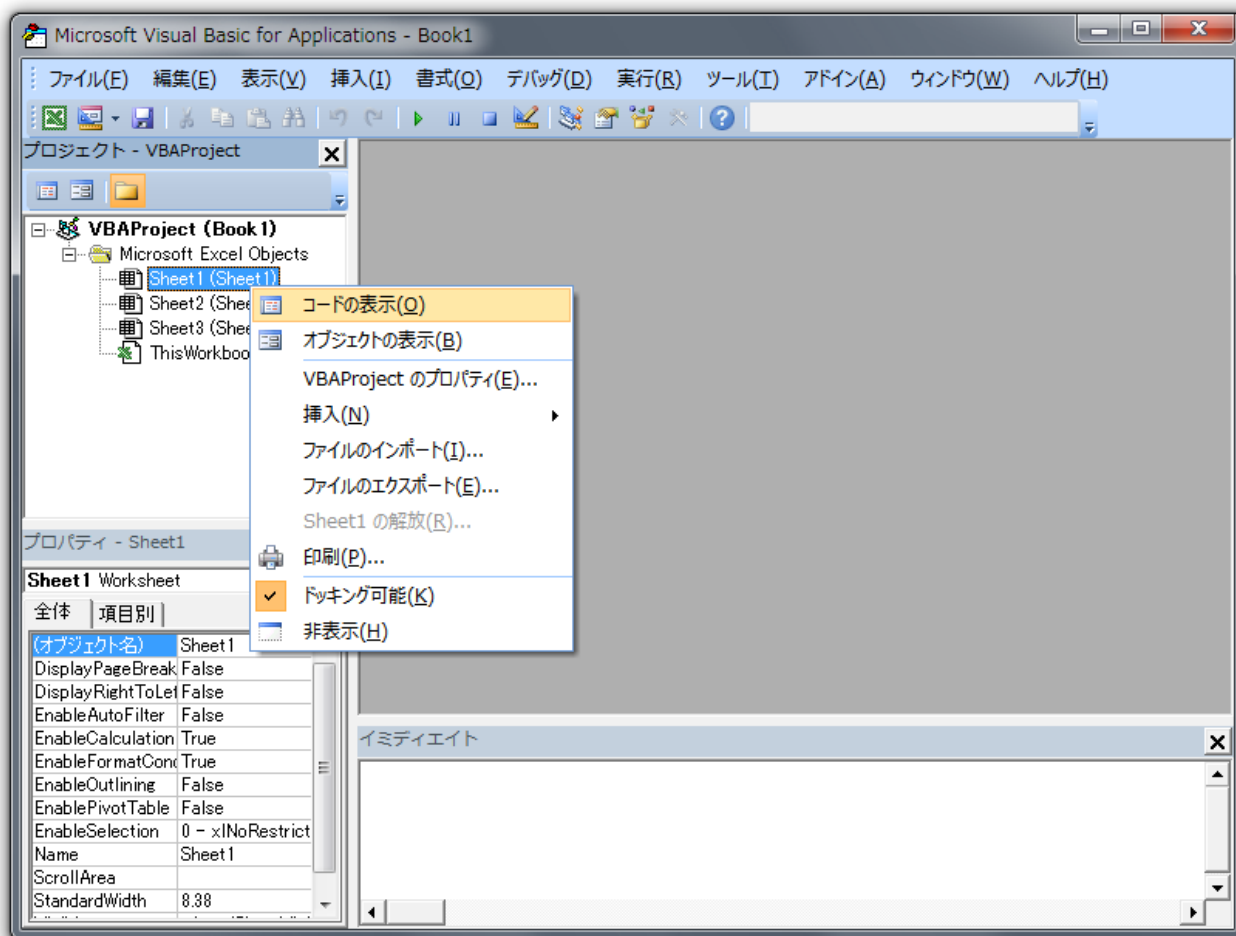 Microsoft Visual Basic for Applications - Book1
ファイル(F) 編集(E) 表示(V) 挿入(I) 書式(O) デバッグ(D) 実行(R) ツール(T) アドイン(A) ウィンドウ(W) ヘルプ(H)
プロジェクト - VBAProject
VBAProject (Book1)
Microsoft Excel Objects
Sheet1 (Sheet1)
Sheet2 (Shee
Sheet3 (Shee
ThisWorkboo
コードの表示(O)
オブジェクトの表示(B)
VBAProject のプロパティ(E)...
挿入(N)
ファイルのインポート(I)...
ファイルのエクスポート(E)...
Sheet1 の解放(R)...
印刷(P)...
ドッキング可能(K)
非表示(H)
プロパティ - Sheet1
Sheet1 Worksheet
全体 項目別
(オブジェクト名) Sheet1
DisplayPageBreak False
DisplayRightToLef False
EnableAutoFilter False
EnableCalculation True
EnableFormatCond True
EnableOutlining False
EnablePivotTable False
EnableSelection 0 - xlNoRestrict
Name Sheet1
ScrollArea
StandardWidth 8.38
イミディエイト